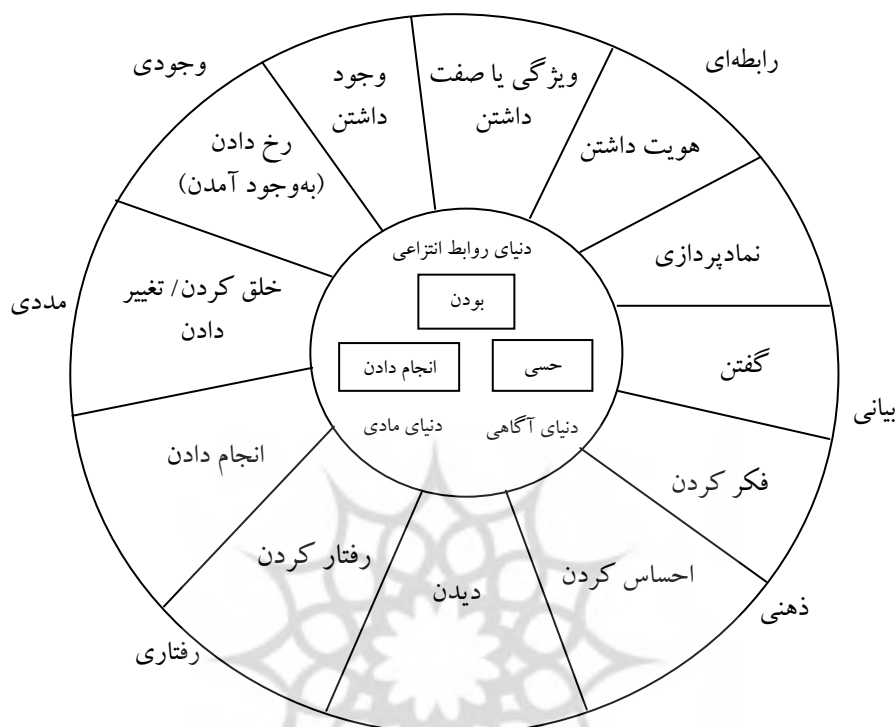 وجودی
رابطه‌ای
وجود
داشتن
ویژگی یا صفت
داشتن
هویت داشتن
رخ دادن
(به‌وجود آمدن)
نمادپردازی
دنیای روابط انتزاعی
بودن
خلق کردن/ تغییر
دادن
مددی
گفتن
حسی
انجام دادن
بیانی
دنیای آگاهی
دنیای مادی
انجام دادن
فکر کردن
رفتار کردن
احساس کردن
دیدن
ذهنی
رفتاری